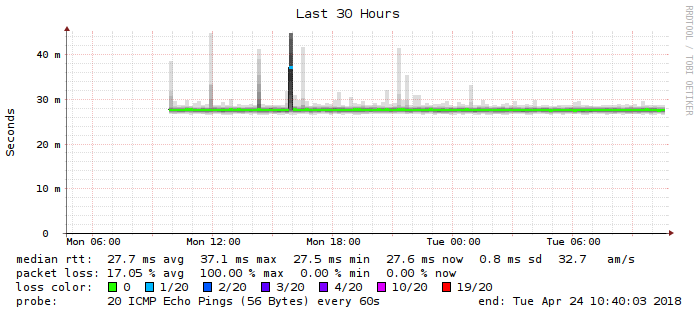 Last 30 Hours
RRDTOOL / TOBI OETIKER
Seconds
40 m
30 m
20 m
10 m
0
Mon 06:00 Mon 12:00 Mon 18:00 Tue 00:00 Tue 06:00
median rtt: 27.7 ms avg 37.1 ms max 27.5 ms min 27.6 ms now 0.8 ms sd 32.7 am/s
packet loss: 17.05 % avg 100.00 % max 0.00 % min 0.00 % now
loss color: 0 1/20 2/20 3/20 4/20 10/20 19/20
probe: 20 ICMP Echo Pings (56 Bytes) every 60s end: Tue Apr 24 10:40:03 2018